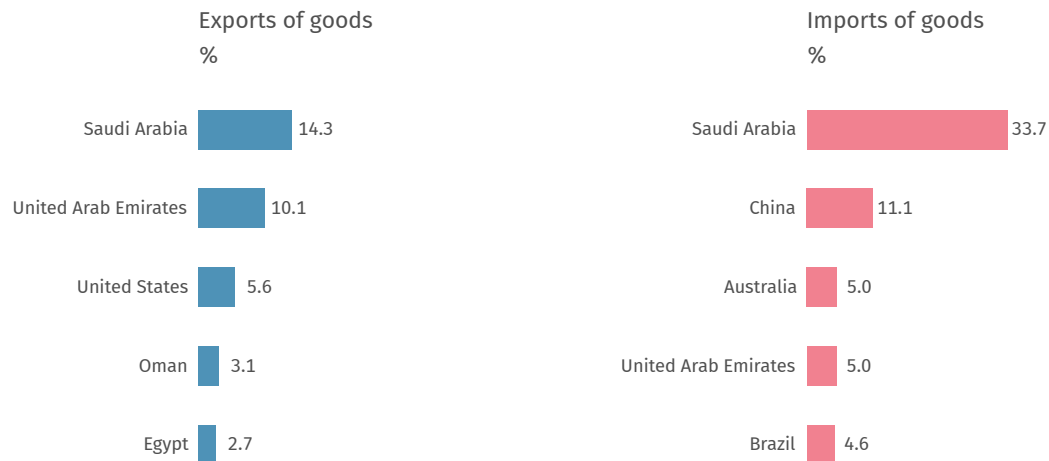 Exports of goods
%
Saudi Arabia 14.3
United Arab Emirates 10.1
United States 5.6
Oman 3.1
Egypt 2.7
Imports of goods
%
Saudi Arabia 33.7
China 11.1
Australia 5.0
United Arab Emirates 5.0
Brazil 4.6